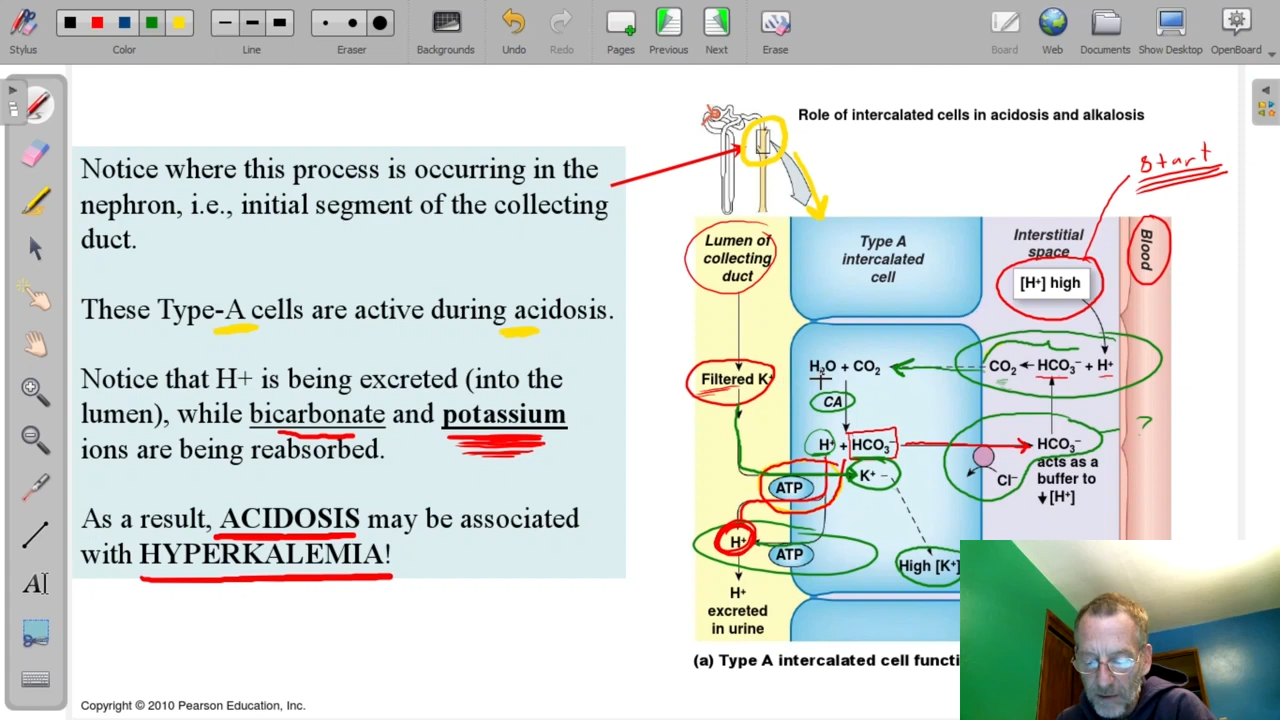 Stylus
Color
Line
Eraser
Backgrounds
Undo
Redo
Pages
Previous
Next
Erase
Board
Web
Documents
Show Desktop
OpenBoard
Role of intercalated cells in acidosis and alkalosis
Start
Notice where this process is occurring in the
nephron, i.e., initial segment of the collecting
duct.
These Type-A cells are active during acidosis.
Notice that H+ is being excreted (into the
lumen), while bicarbonate and potassium
ions are being reabsorbed.
As a result, ACIDOSIS may be associated
with HYPERKALEMIA!
Lumen of
collecting
duct
Type A
intercalated
cell
Interstitial
space
Blood
[H⁺] high
Filtered K⁺
H₂O + CO₂
CO₂ ← HCO₃⁻ + H⁺
CA
H⁺ + HCO₃⁻
HCO₃⁻
acts as a
buffer to
↓[H⁺]
?
Cl⁻
K⁺
ATP
H⁺
ATP
High [K⁺]
H⁺
excreted
in urine
(a) Type A intercalated cell functi
Copyright © 2010 Pearson Education, Inc.
A